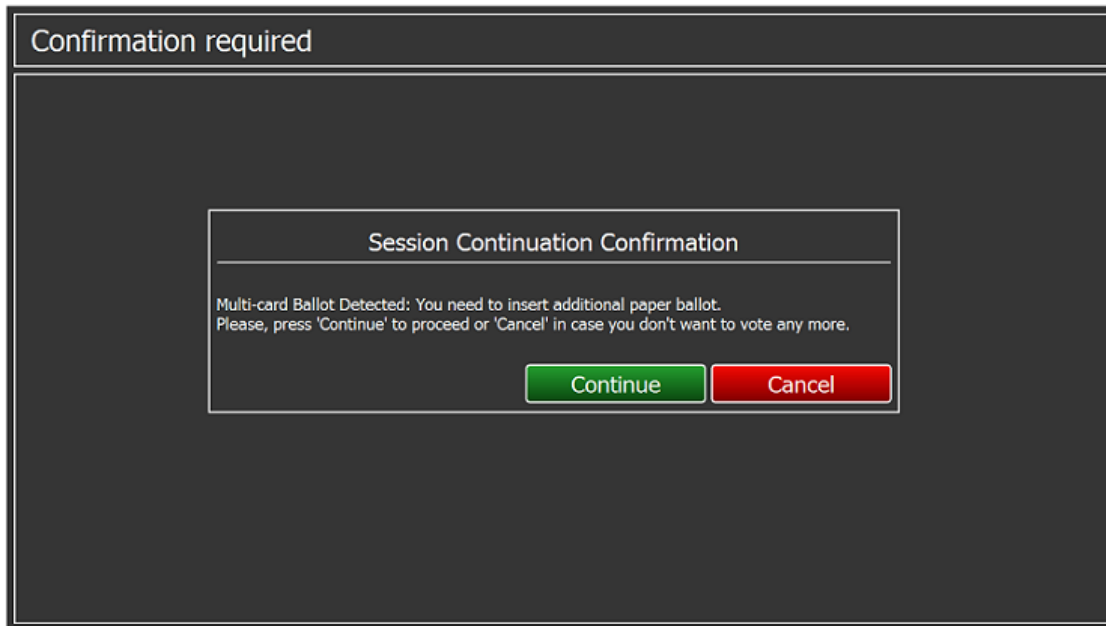 Confirmation required
Session Continuation Confirmation
Multi-card Ballot Detected: You need to insert additional paper ballot.
Please, press 'Continue' to proceed or 'Cancel' in case you don't want to vote any more.
Continue Cancel